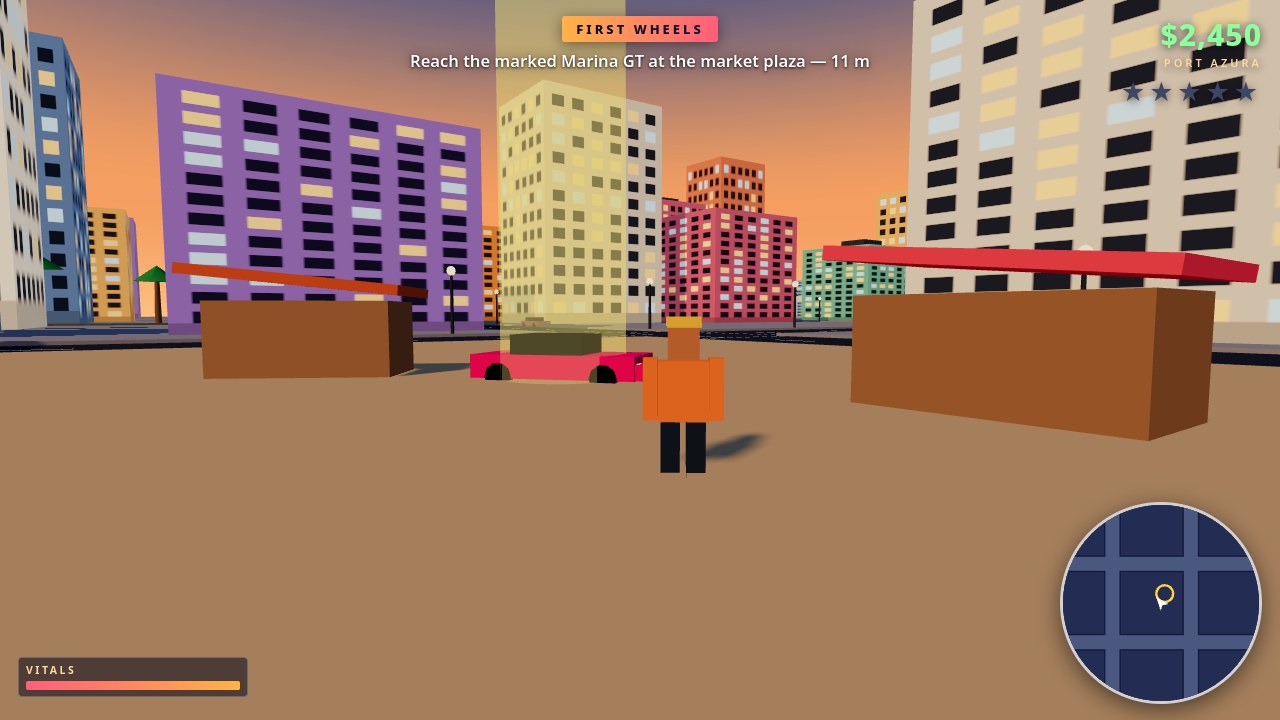 FIRST WHEELS
Reach the marked Marina GT at the market plaza — 11 m
$2,450
PORT AZURA
VITALS